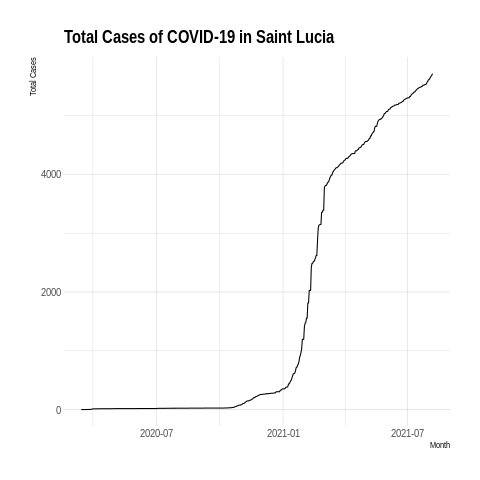 Total Cases of COVID-19 in Saint Lucia
Total Cases
4000
2000
0
2020-07 2021-01 2021-07
Month